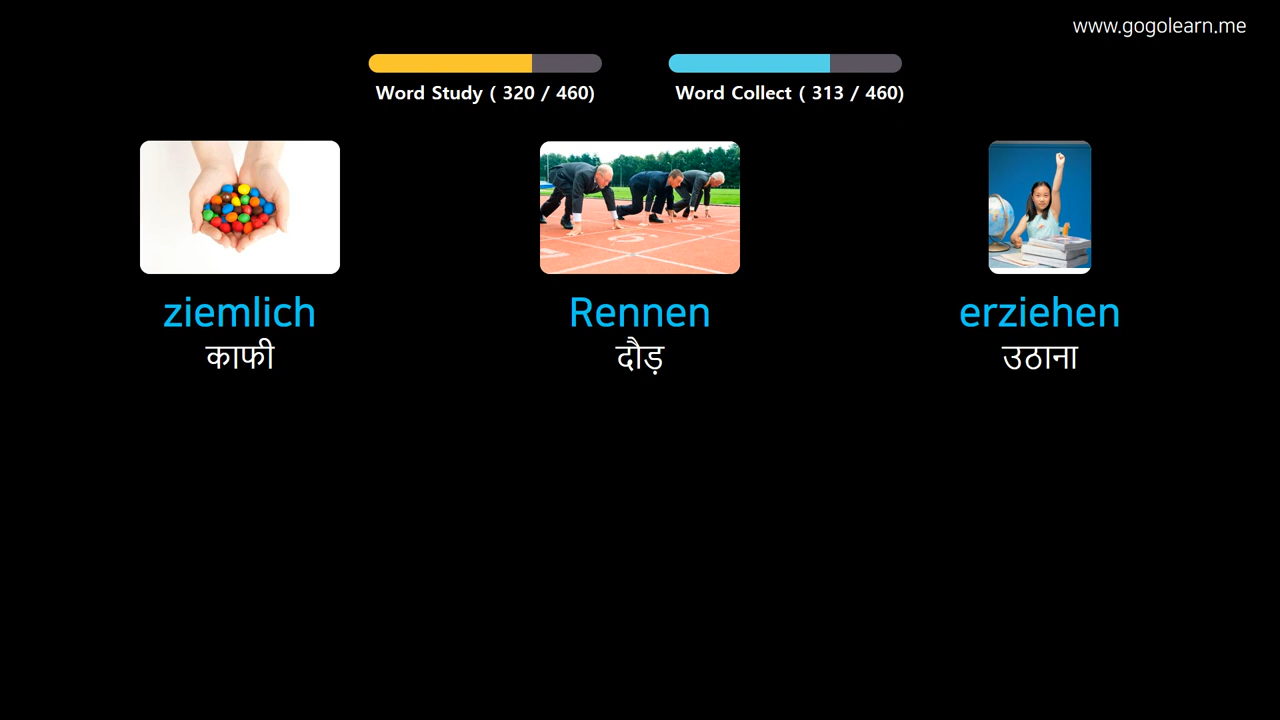 www.gogolearn.me
Word Study ( 320 / 460)
Word Collect ( 313 / 460)
ziemlich
काफी
Rennen
दौड़
erziehen
उठाना